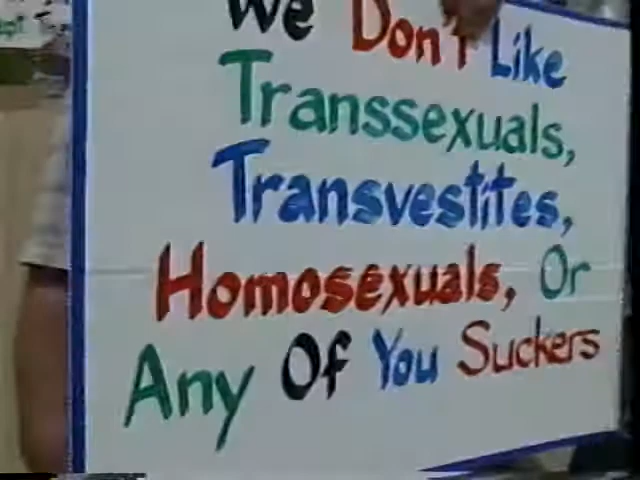 We Don't Like
Transsexuals,
Transvestites,
Homosexuals, Or
Any Of You Suckers